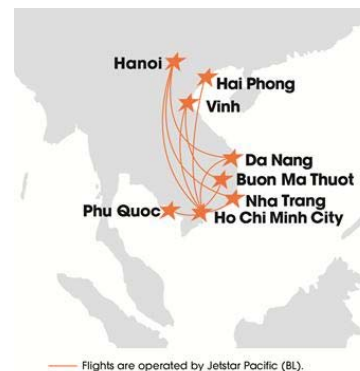 Hanoi
Hai Phong
Vinh
Da Nang
Buon Ma Thuot
Nha Trang
Phu Quoc
Ho Chi Minh City
Flights are operated by Jetstar Pacific (BL).